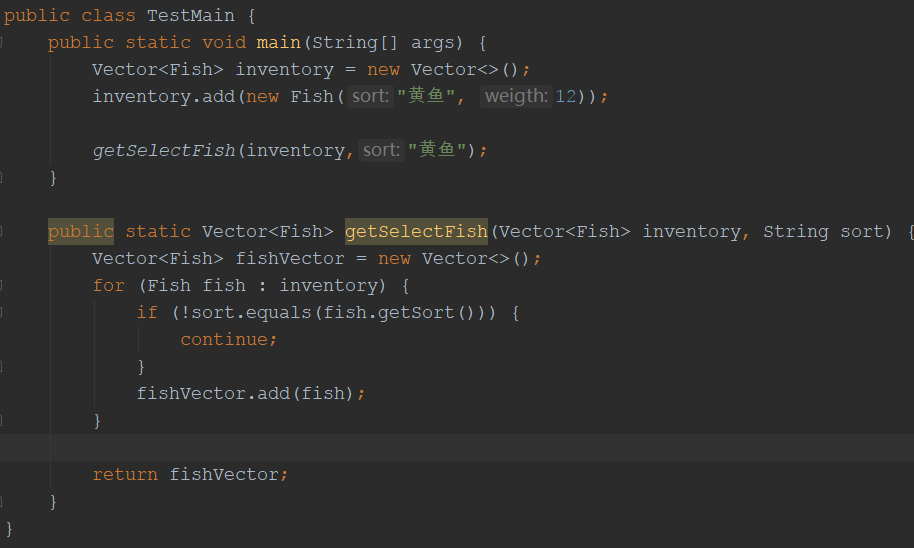 public class TestMain {
public static void main(String[] args) {
Vector<Fish> inventory = new Vector<>();
inventory.add(new Fish( sort: "黄鱼", weigth: 12));
getSelectFish(inventory, sort: "黄鱼");
}
public static Vector<Fish> getSelectFish(Vector<Fish> inventory, String sort) {
Vector<Fish> fishVector = new Vector<>();
for (Fish fish : inventory) {
if (!sort.equals(fish.getSort())) {
continue;
}
fishVector.add(fish);
}
return fishVector;
}
}